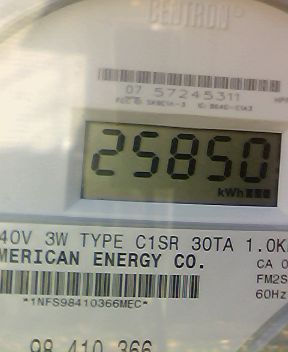 CENTRON®
07 57245311
25850
kWh
40V 3W TYPE C1SR 30TA 1.0K
MERICAN ENERGY CO.
CA 0
FM2S
60Hz
*1NFS98410366MEC*
98 410 366